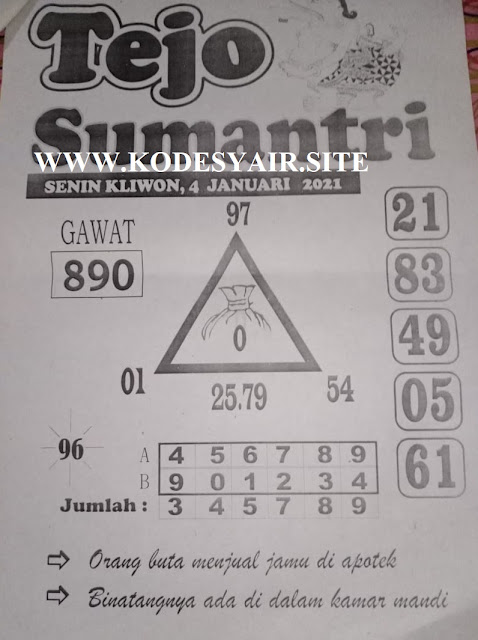 Tejo
Sumantri
WWW.KODESYAIR.SITE
SENIN KLIWON, 4 JANUARI 2021
97
21
GAWAT
890
83
0
49
01
25.79
54
05
96
A 4 5 6 7 8 9
B 9 0 1 2 3 4
61
Jumlah : 3 4 5 7 8 9
⇨ Orang buta menjual jamu di apotek
⇨ Binatangnya ada di dalam kamar mandi